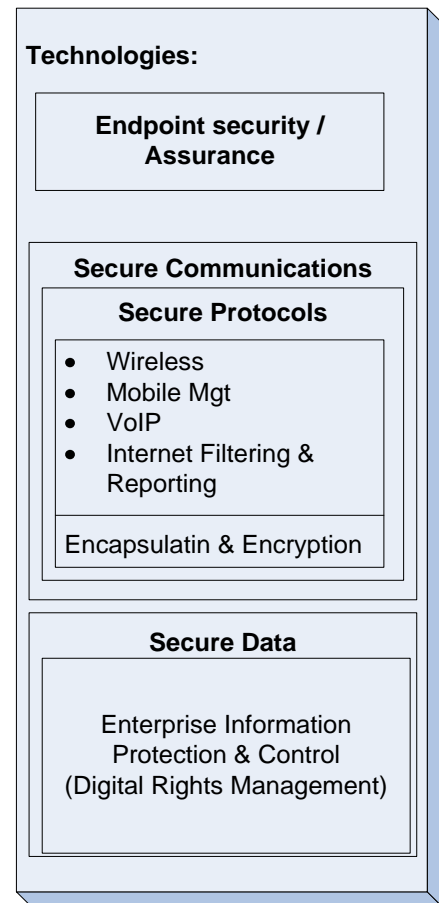 Technologies:
Endpoint security /
Assurance
Secure Communications
Secure Protocols
• Wireless
• Mobile Mgt
• VoIP
• Internet Filtering &
Reporting
Encapsulatin & Encryption
Secure Data
Enterprise Information
Protection & Control
(Digital Rights Management)